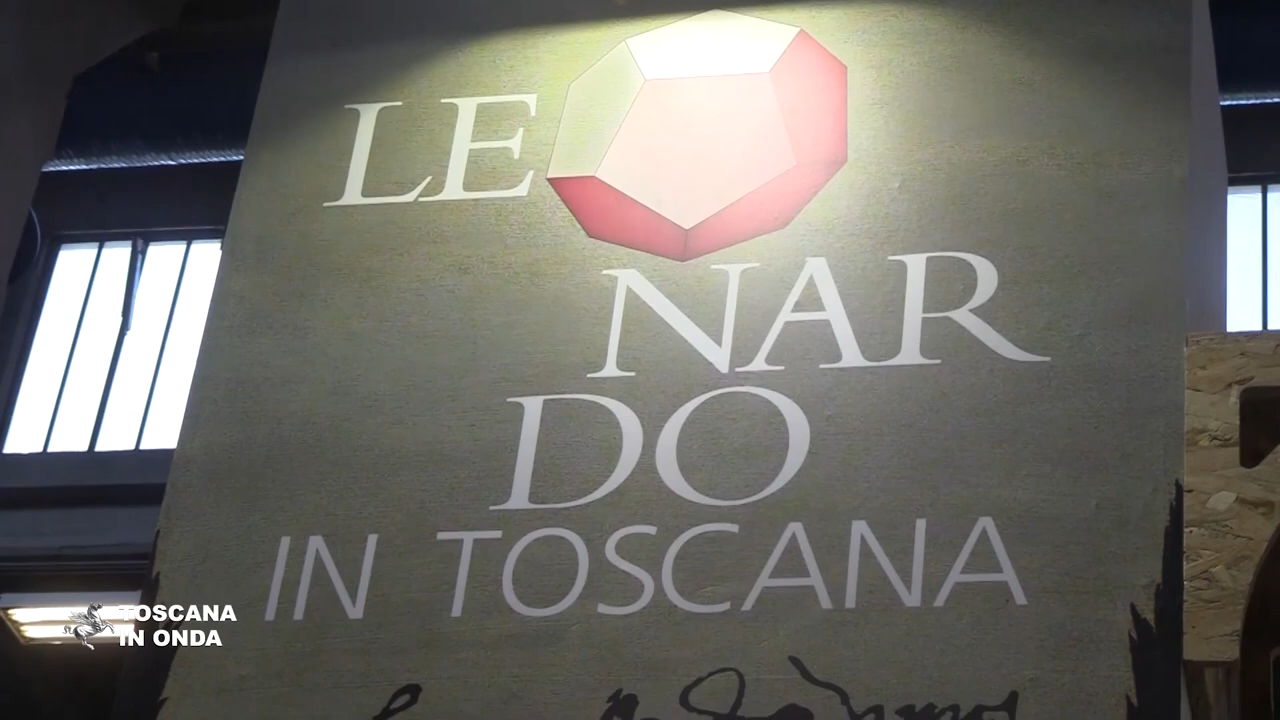 LE
NAR
DO
IN TOSCANA
TOSCANA
IN ONDA